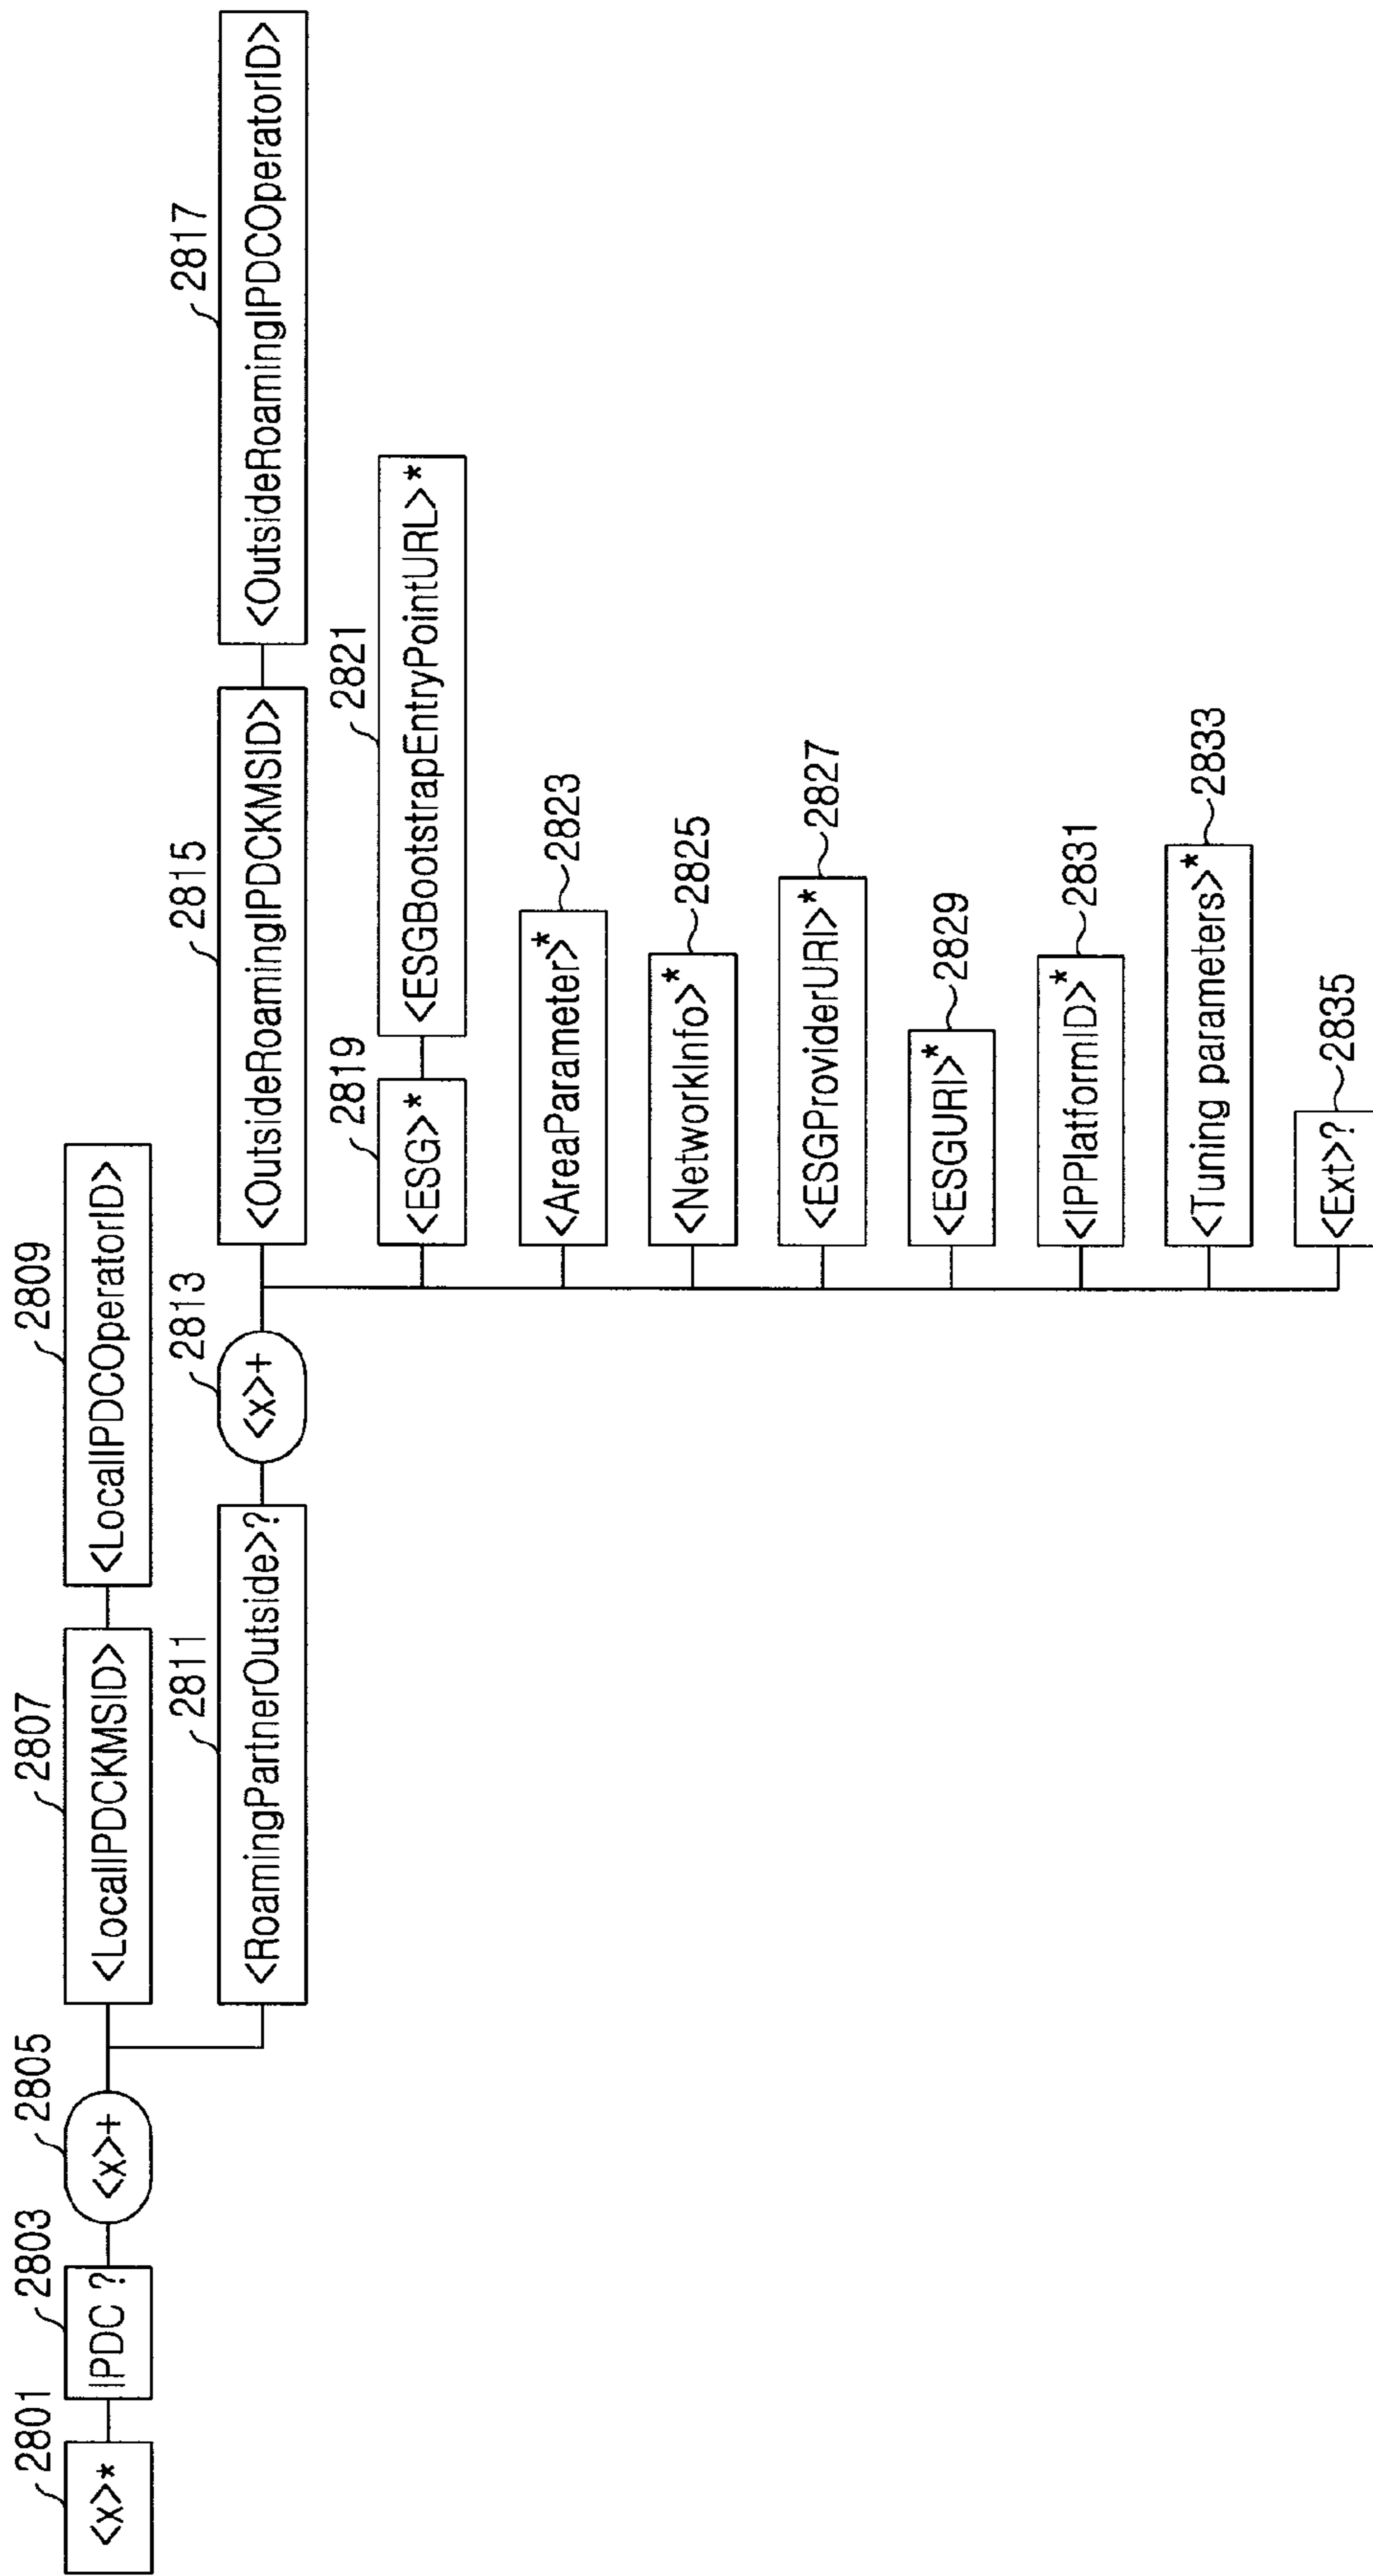 2801
<x>*
2803
IPDC ?
2805
<x>+
2807
<LocalIPDCKMSID>
2809
<LocalIPDCOperatorID>
2811
<RoamingPartnerOutside>?
2813
<x>+
2815
<OutsideRoamingIPDCKMSID>
2817
<OutsideRoamingIPDCOperatorID>
2819
<ESG>*
2821
<ESGBootstrapEntryPointURL>*
<AreaParameter>* 2823
<NetworkInfo>* 2825
<ESGProviderURI>* 2827
<ESGURI>* 2829
<IPPlatformID>* 2831
<Tuning parameters>* 2833
<Ext>? 2835